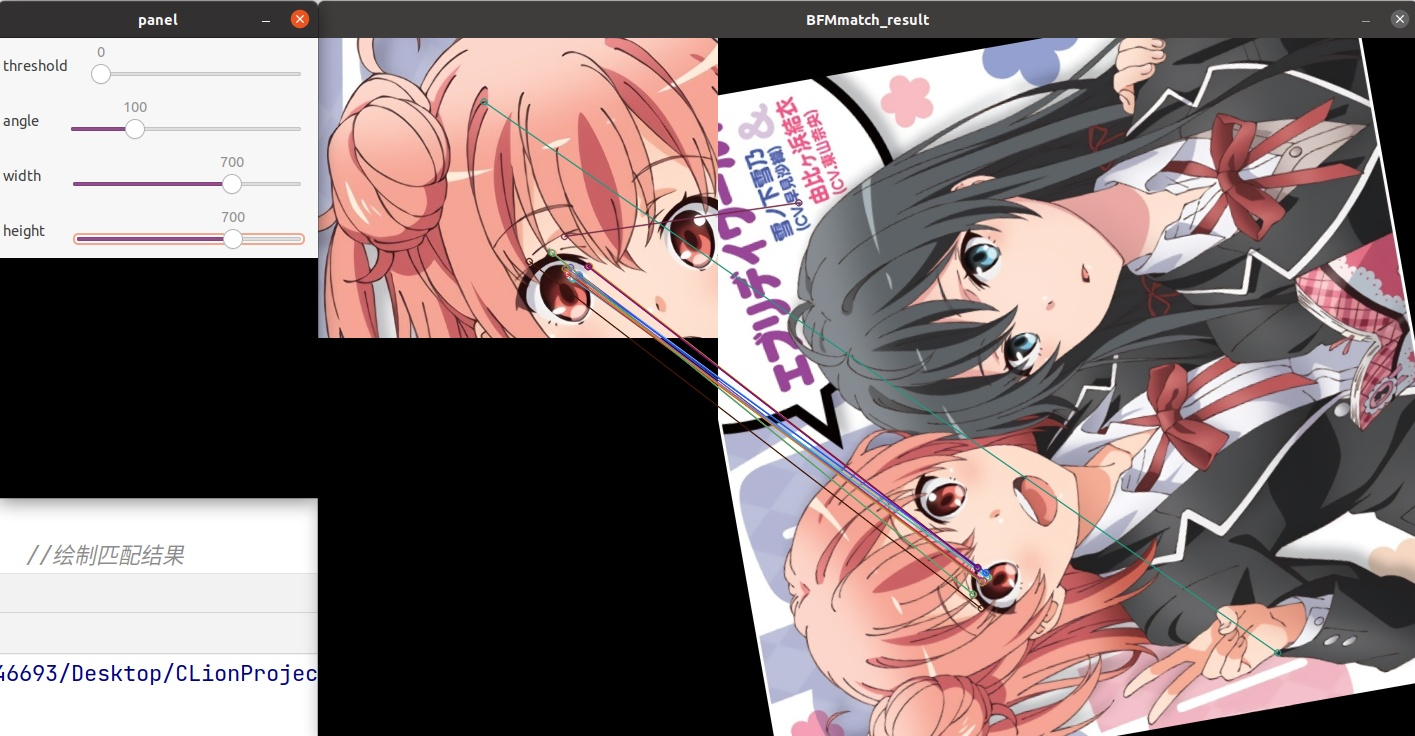 panel
BFMmatch_result
threshold
0
angle
100
width
700
height
700
//绘制匹配结果
46693/Desktop/CLionProjec
エブリデイワールド
雪ノ下雪乃
(CV.早見沙織)
&
由比ヶ浜結衣
(CV.東山奈央)